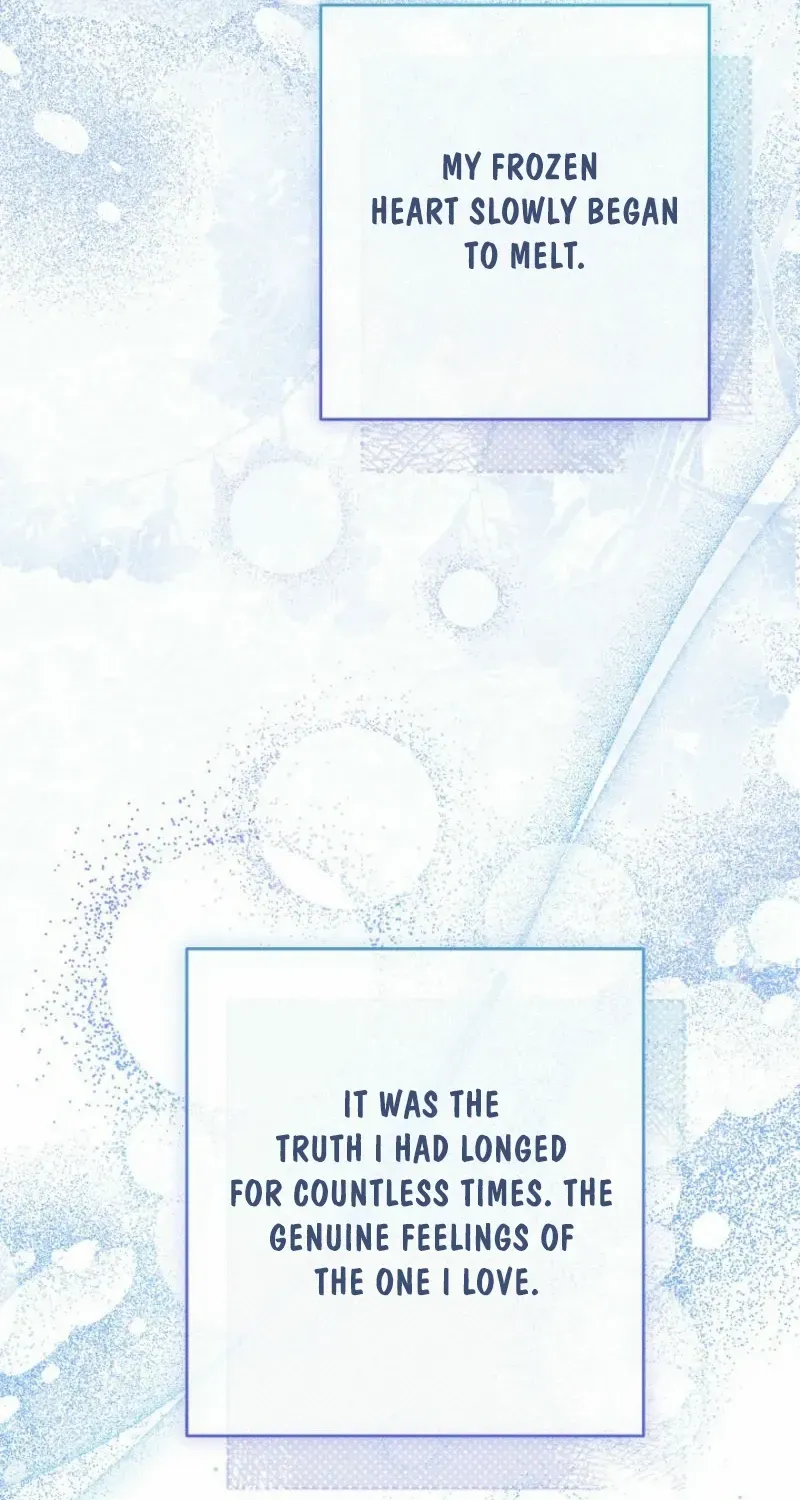 MY FROZEN
HEART SLOWLY BEGAN
TO MELT.
IT WAS THE
TRUTH I HAD LONGED
FOR COUNTLESS TIMES. THE
GENUINE FEELINGS OF
THE ONE I LOVE.